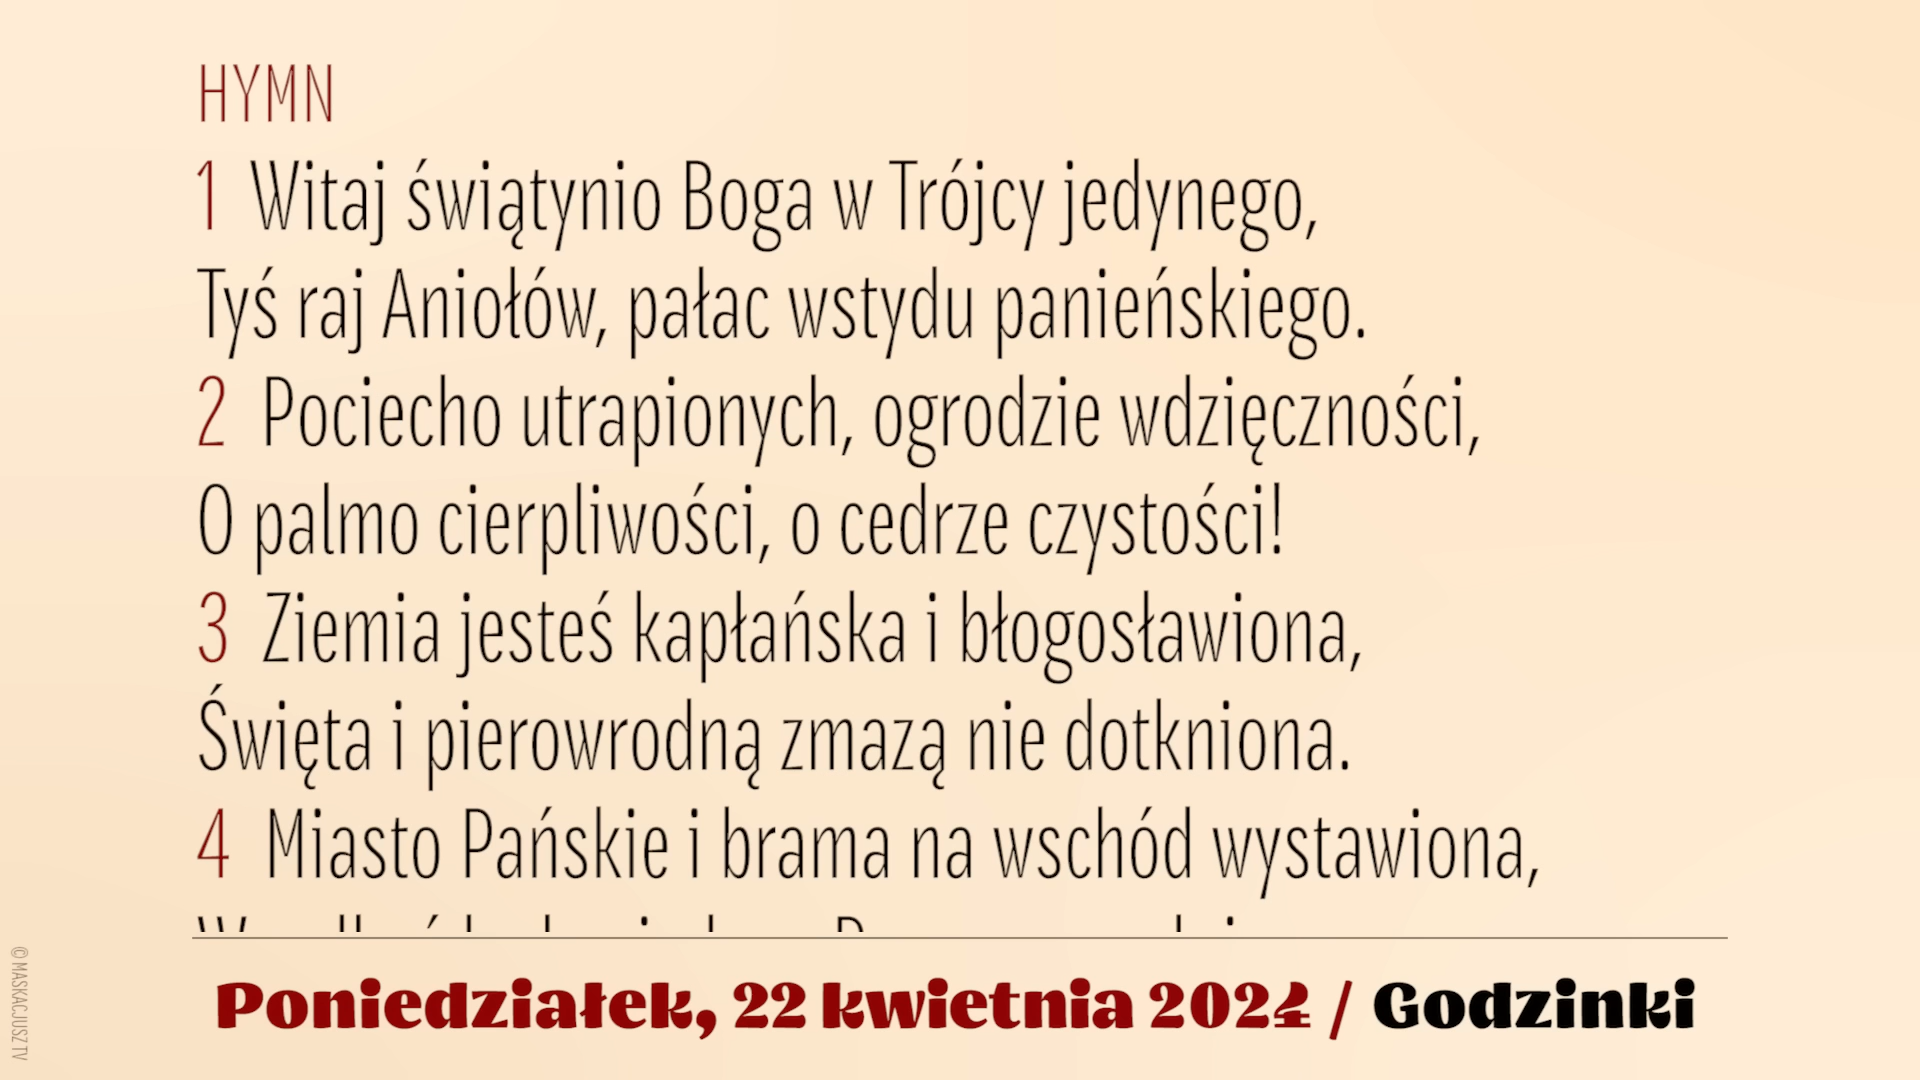 HYMN
1 Witaj świątynio Boga w Trójcy jedynego,
Tyś raj Aniołów, pałac wstydu panieńskiego.
2 Pociecho utrapionych, ogrodzie wdzięczności,
O palmo cierpliwości, o cedrze czystości!
3 Ziemia jesteś kapłańska i błogosławiona,
Święta i pierowrodną zmazą nie dotkniona.
4 Miasto Pańskie i brama na wschód wystawiona,
Poniedziałek, 22 kwietnia 2024 / Godzinki
© MASKACJUSZ TV